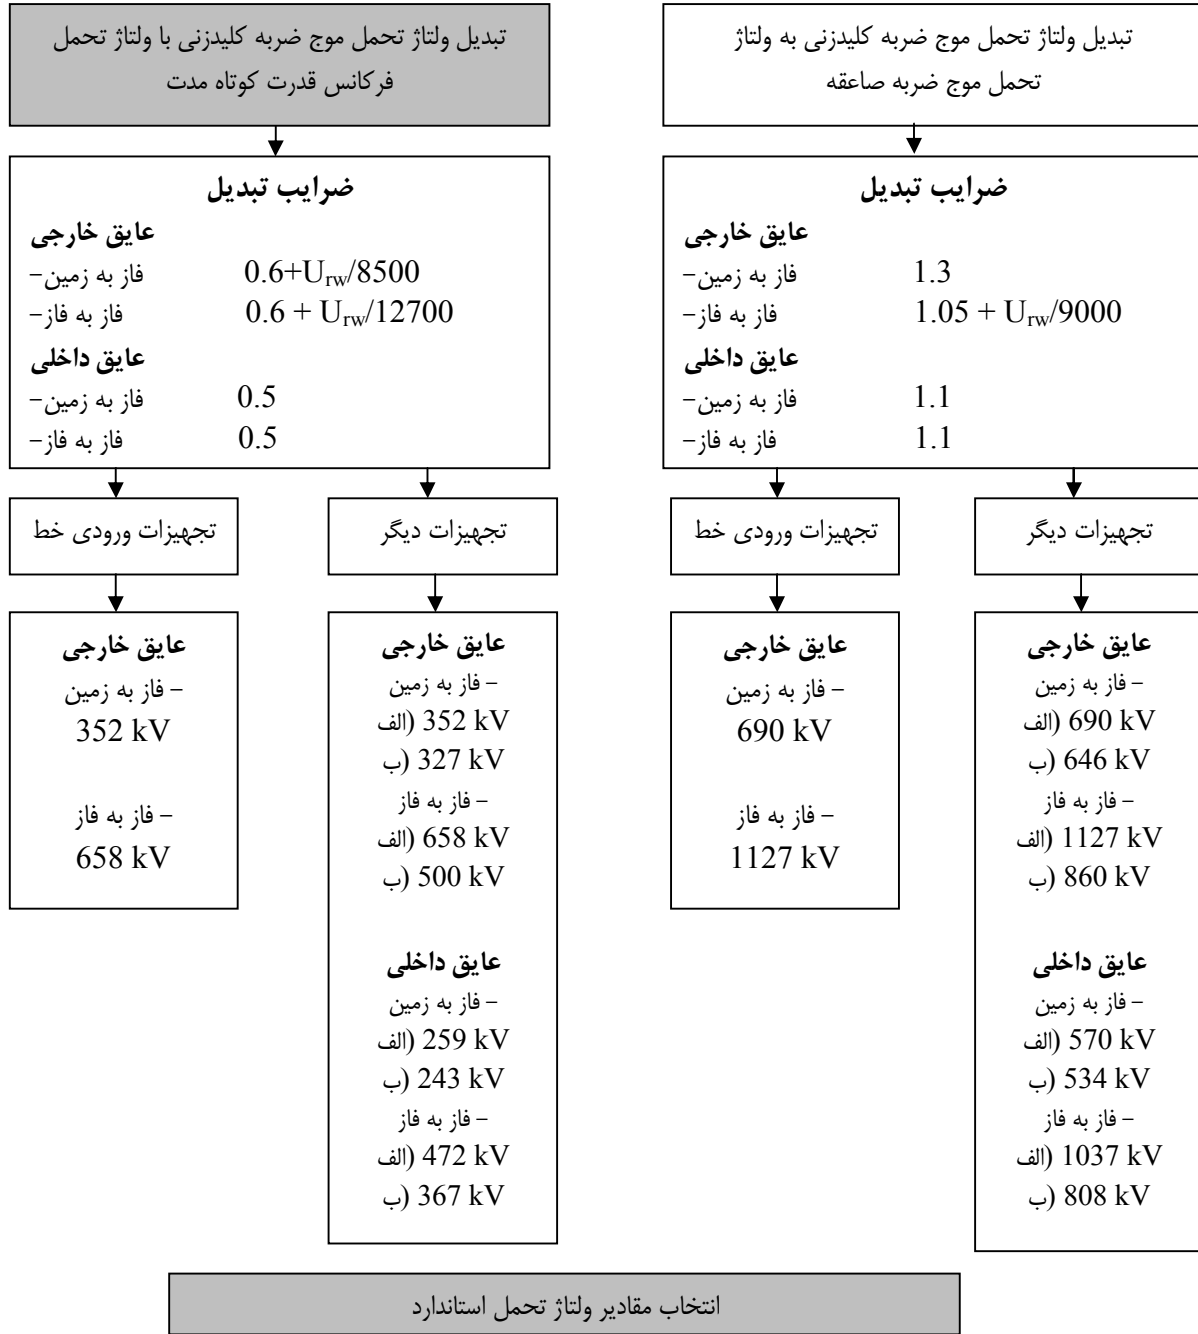 تبدیل ولتاژ تحمل موج ضربه کلیدزنی به ولتاژ
تحمل موج ضربه صاعقه
ضرایب تبدیل
عایق خارجی
فاز به زمین– 1.3
فاز به فاز– 1.05 + Urw/9000
عایق داخلی
فاز به زمین– 1.1
فاز به فاز– 1.1
تجهیزات دیگر
عایق خارجی
– فاز به زمین
الف) 690 kV
ب) 646 kV
– فاز به فاز
الف) 1127 kV
ب) 860 kV
عایق داخلی
– فاز به زمین
الف) 570 kV
ب) 534 kV
– فاز به فاز
الف) 1037 kV
ب) 808 kV
تجهیزات ورودی خط
عایق خارجی
– فاز به زمین
690 kV
– فاز به فاز
1127 kV
تبدیل ولتاژ تحمل موج ضربه کلیدزنی با ولتاژ تحمل
فرکانس قدرت کوتاه مدت
ضرایب تبدیل
عایق خارجی
فاز به زمین– 0.6+Urw/8500
فاز به فاز– 0.6 + Urw/12700
عایق داخلی
فاز به زمین– 0.5
فاز به فاز– 0.5
تجهیزات دیگر
عایق خارجی
– فاز به زمین
الف) 352 kV
ب) 327 kV
– فاز به فاز
الف) 658 kV
ب) 500 kV
عایق داخلی
– فاز به زمین
الف) 259 kV
ب) 243 kV
– فاز به فاز
الف) 472 kV
ب) 367 kV
تجهیزات ورودی خط
عایق خارجی
– فاز به زمین
352 kV
– فاز به فاز
658 kV
انتخاب مقادیر ولتاژ تحمل استاندارد